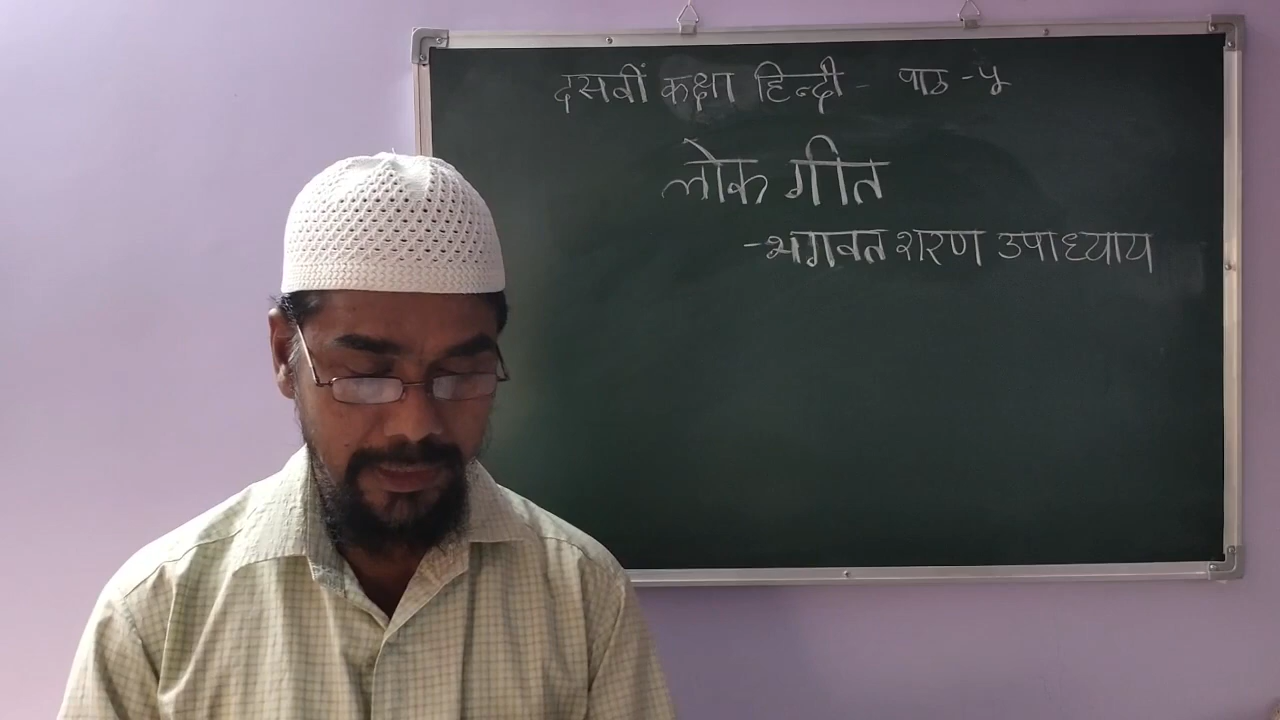 दसवीं कक्षा हिन्दी - पाठ - ५
लोक गीत
- भगवत शरण उपाध्याय